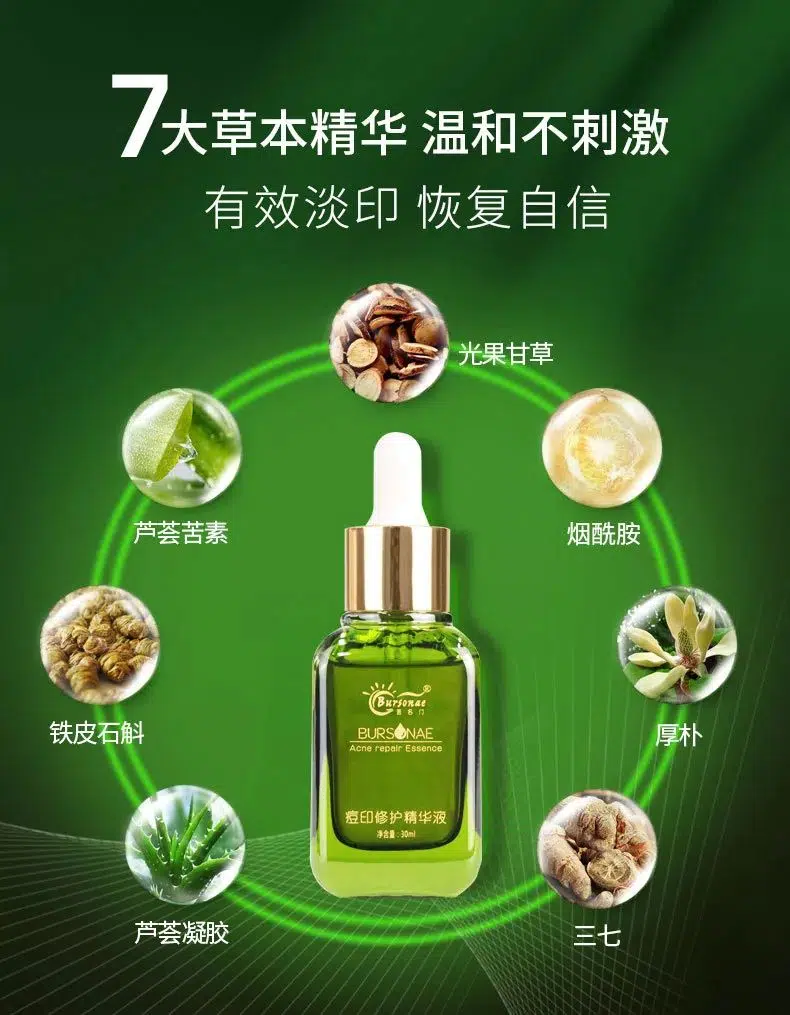 7大草本精华 温和不刺激
有效淡印 恢复自信
光果甘草
芦荟苦素
烟酰胺
铁皮石斛
厚朴
芦荟凝胶
三七
Bursonae®
BURSONAE
Acne repair Essence
痘印修护精华液
净含量:30ml